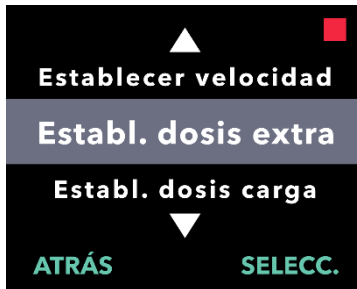 Establecer velocidad
Establ. dosis extra
Establ. dosis carga
ATRÁS SELECC.